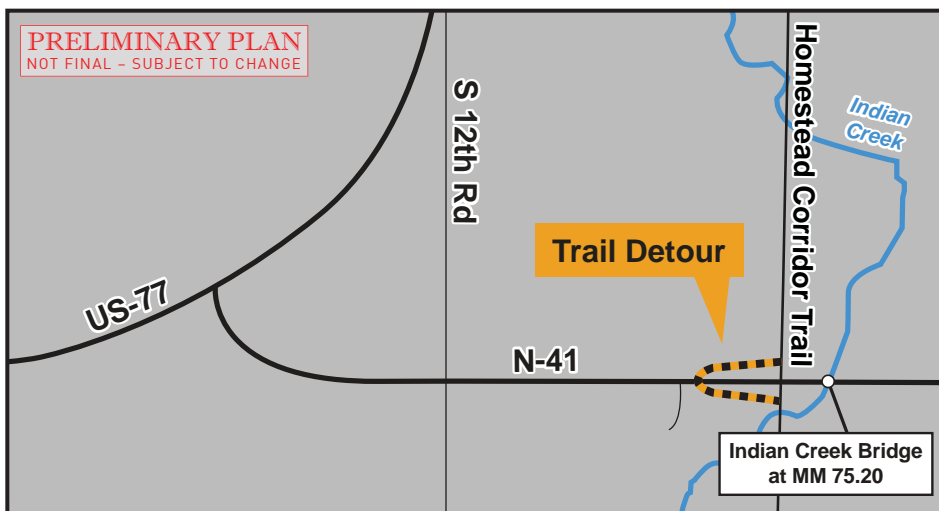 PRELIMINARY PLAN
NOT FINAL – SUBJECT TO CHANGE
S 12th Rd
Homestead Corridor Trail
Indian
Creek
Trail Detour
US-77
N-41
Indian Creek Bridge
at MM 75.20